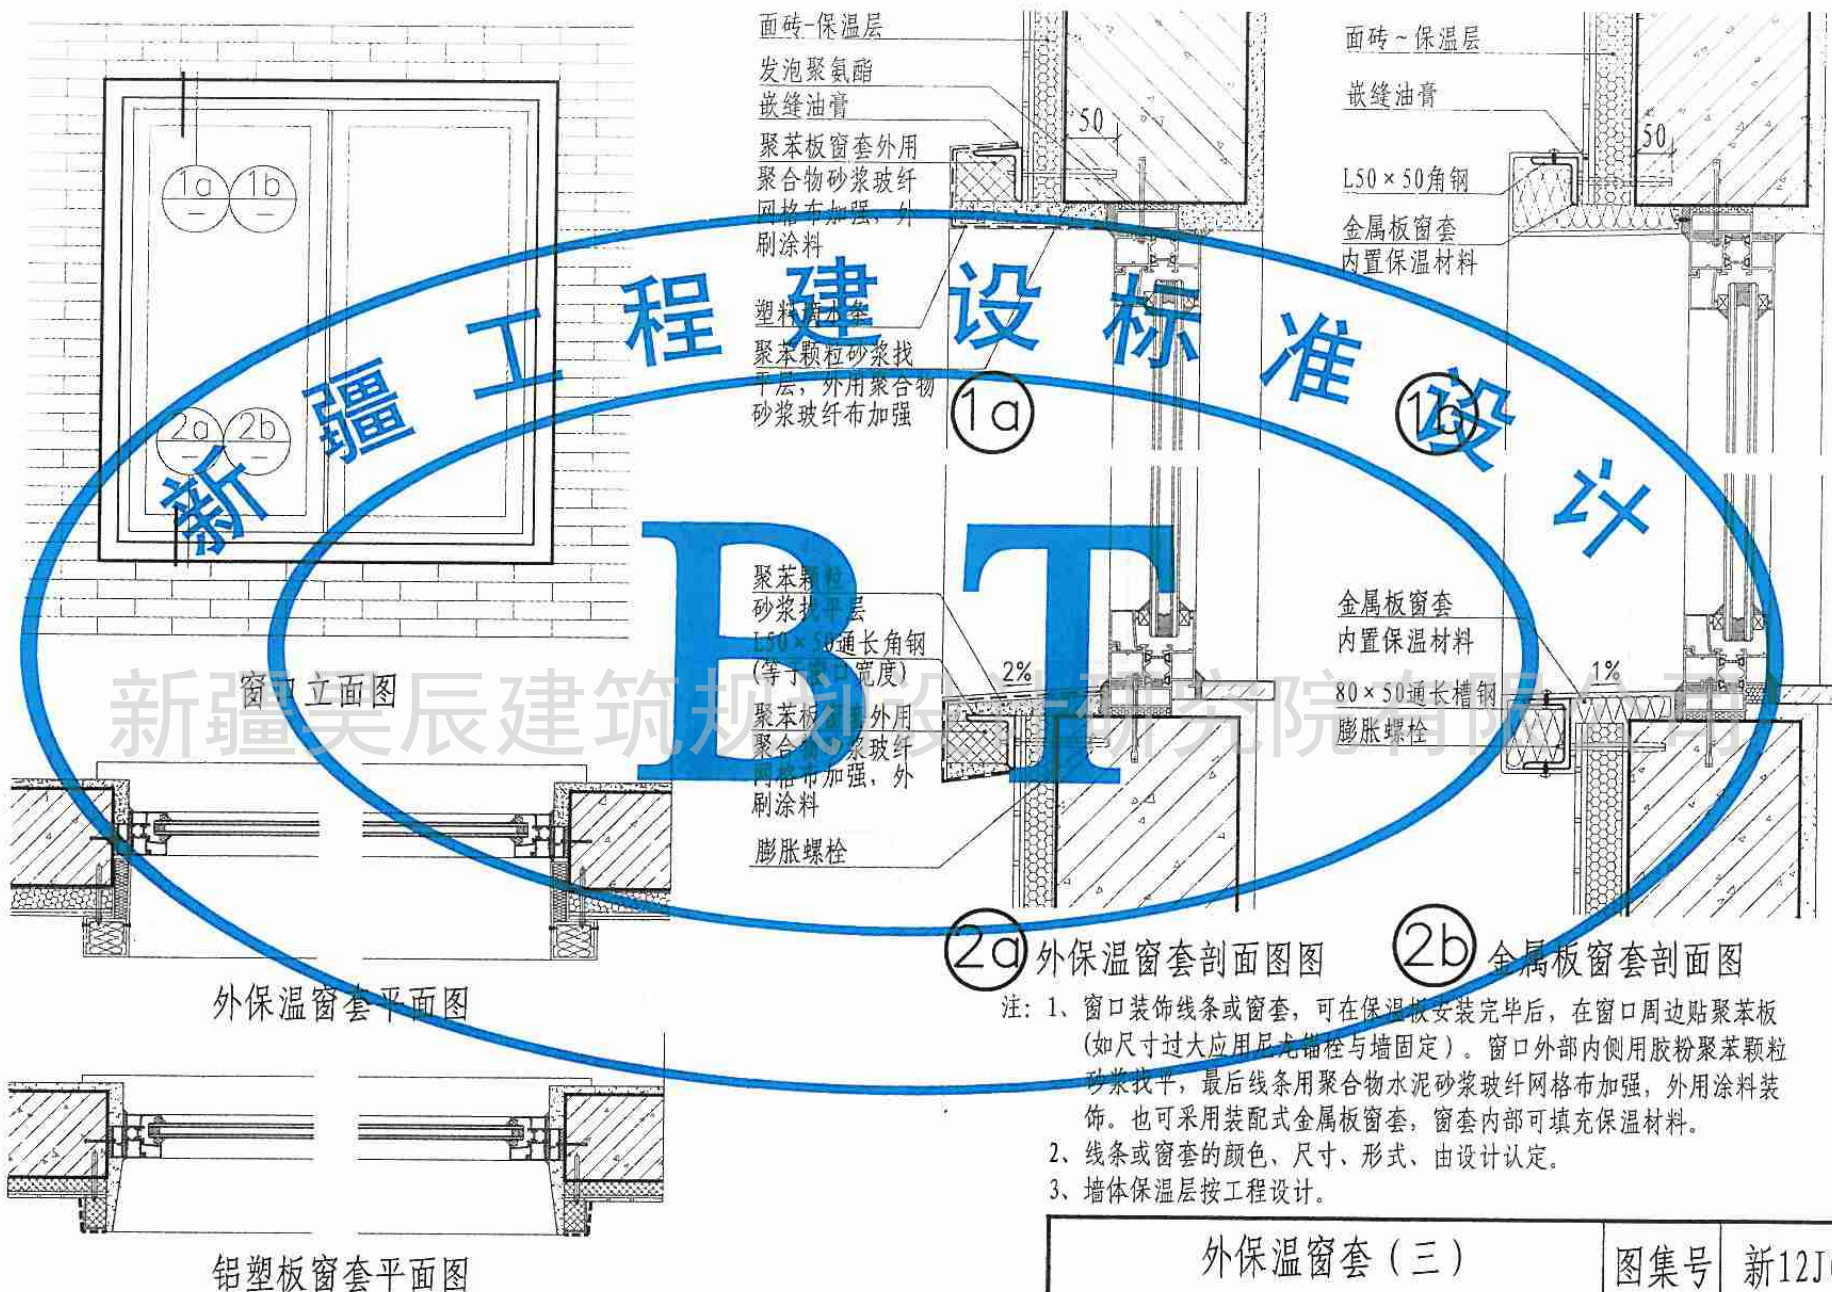 面砖-保温层
发泡聚氨酯
嵌缝油膏
聚苯板窗套外用
聚合物砂浆玻纤
网格布加强，外
刷涂料
塑料滴水条
聚苯颗粒砂浆找
平层，外用聚合物
砂浆玻纤布加强
50
1a
面砖~保温层
嵌缝油膏
L50×50角钢
金属板窗套
内置保温材料
50
1b
1a
1b
2a
2b
窗口立面图
聚苯颗粒
砂浆找平层
L50×50通长角钢
(等于窗口宽度)
聚苯板窗套外用
聚合物砂浆玻纤
网格布加强，外
刷涂料
膨胀螺栓
2%
2a 外保温窗套剖面图图
金属板窗套
内置保温材料
80×50通长槽钢
膨胀螺栓
1%
2b 金属板窗套剖面图
外保温窗套平面图
铝塑板窗套平面图
注：1、窗口装饰线条或窗套，可在保温板安装完毕后，在窗口周边贴聚苯板
(如尺寸过大应用尼龙锚栓与墙固定)。窗口外部内侧用胶粉聚苯颗粒
砂浆找平，最后线条用聚合物水泥砂浆玻纤网格布加强，外用涂料装
饰。也可采用装配式金属板窗套，窗套内部可填充保温材料。
2、线条或窗套的颜色、尺寸、形式、由设计认定。
3、墙体保温层按工程设计。
外保温窗套（三） 图集号 新12J
新疆工程建设标准设计
BT
新疆昊辰建筑规划设计研究院有限公司